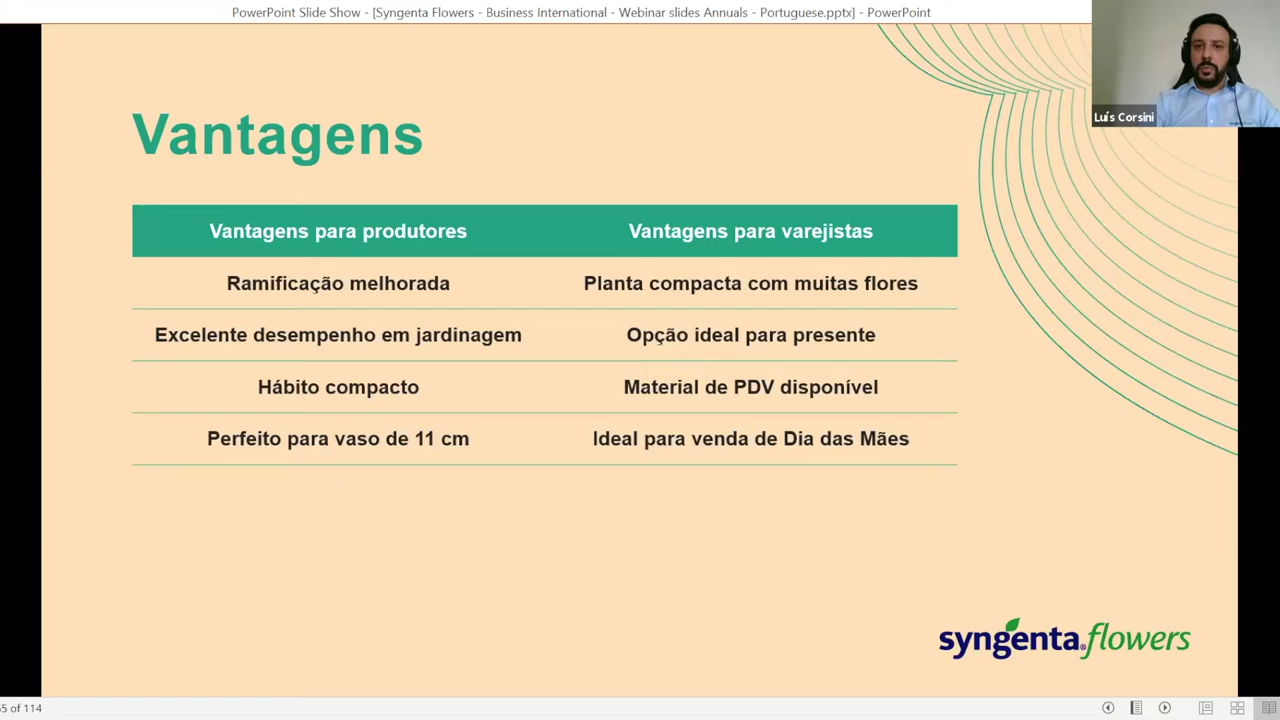 PowerPoint Slide Show - [Syngenta Flowers - Business International - Webinar slides Annuals - Portuguese.pptx] - PowerPoint
Luís Corsini
Vantagens
Vantagens para produtores Vantagens para varejistas
Ramificação melhorada Planta compacta com muitas flores
Excelente desempenho em jardinagem Opção ideal para presente
Hábito compacto Material de PDV disponível
Perfeito para vaso de 11 cm Ideal para venda de Dia das Mães
syngenta® flowers
of 114